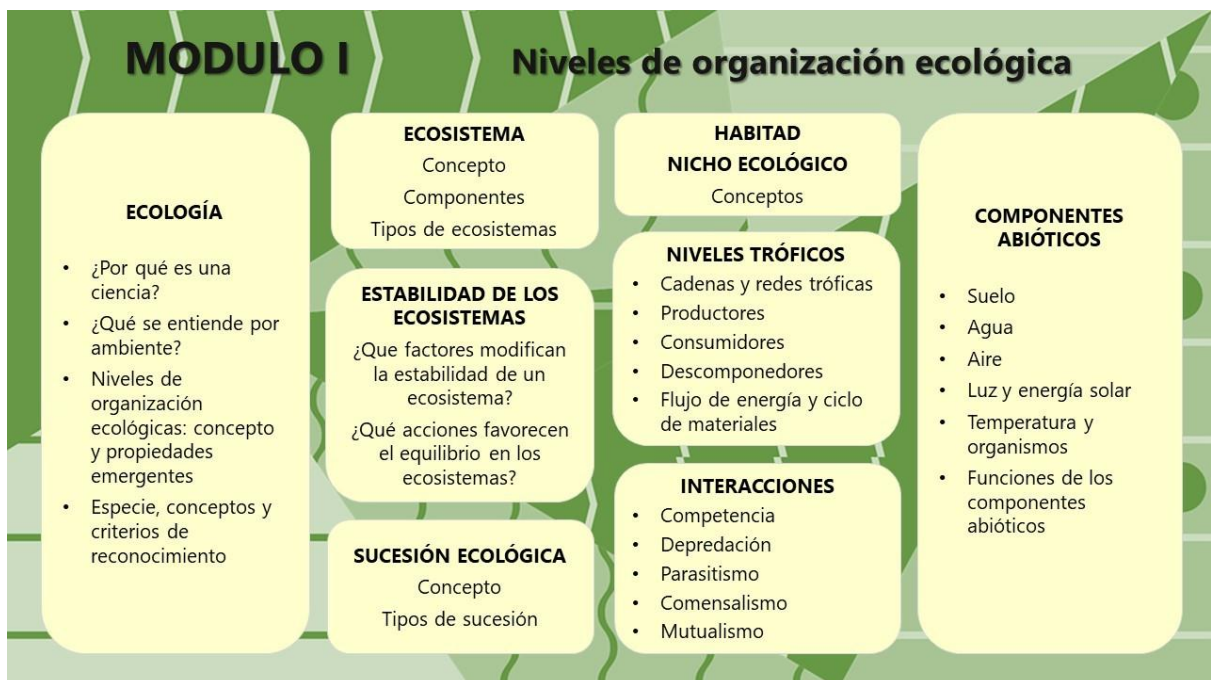 MODULO I
Niveles de organización ecológica
ECOLOGÍA
• ¿Por qué es una
ciencia?
• ¿Qué se entiende por
ambiente?
• Niveles de
organización
ecológicas: concepto
y propiedades
emergentes
• Especie, conceptos y
criterios de
reconocimiento
ECOSISTEMA
Concepto
Componentes
Tipos de ecosistemas
ESTABILIDAD DE LOS
ECOSISTEMAS
¿Que factores modifican
la estabilidad de un
ecosistema?
¿Qué acciones favorecen
el equilibrio en los
ecosistemas?
SUCESIÓN ECOLÓGICA
Concepto
Tipos de sucesión
HABITAD
NICHO ECOLÓGICO
Conceptos
NIVELES TRÓFICOS
• Cadenas y redes tróficas
• Productores
• Consumidores
• Descomponedores
• Flujo de energía y ciclo
de materiales
INTERACCIONES
• Competencia
• Depredación
• Parasitismo
• Comensalismo
• Mutualismo
COMPONENTES
ABIÓTICOS
• Suelo
• Agua
• Aire
• Luz y energía solar
• Temperatura y
organismos
• Funciones de los
componentes
abióticos